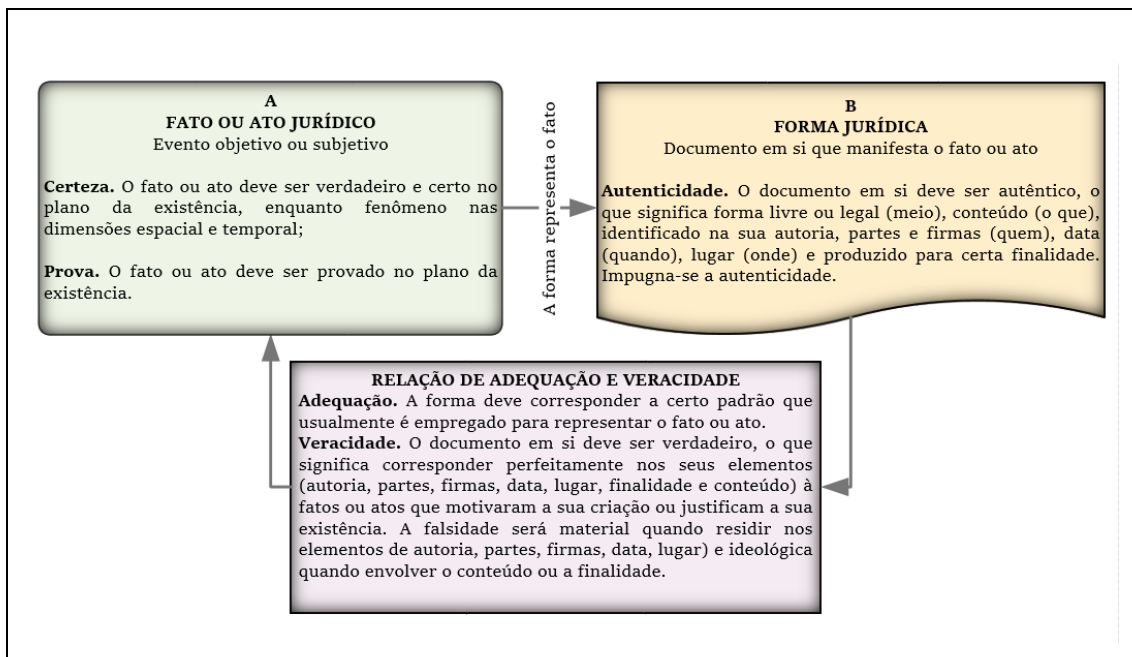 A
FATO OU ATO JURÍDICO
Evento objetivo ou subjetivo
Certeza. O fato ou ato deve ser verdadeiro e certo no
plano da existência, enquanto fenômeno nas
dimensões espacial e temporal;
Prova. O fato ou ato deve ser provado no plano da
existência.
A forma representa o fato
B
FORMA JURÍDICA
Documento em si que manifesta o fato ou ato
Autenticidade. O documento em si deve ser autêntico, o
que significa forma livre ou legal (meio), conteúdo (o que),
identificado na sua autoria, partes e firmas (quem), data
(quando), lugar (onde) e produzido para certa finalidade.
Impugna-se a autenticidade.
RELAÇÃO DE ADEQUAÇÃO E VERACIDADE
Adequação. A forma deve corresponder a certo padrão que
usualmente é empregado para representar o fato ou ato.
Veracidade. O documento em si deve ser verdadeiro, o que
significa corresponder perfeitamente nos seus elementos
(autoria, partes, firmas, data, lugar, finalidade e conteúdo) à
fatos ou atos que motivaram a sua criação ou justificam a sua
existência. A falsidade será material quando residir nos
elementos de autoria, partes, firmas, data, lugar) e ideológica
quando envolver o conteúdo ou a finalidade.